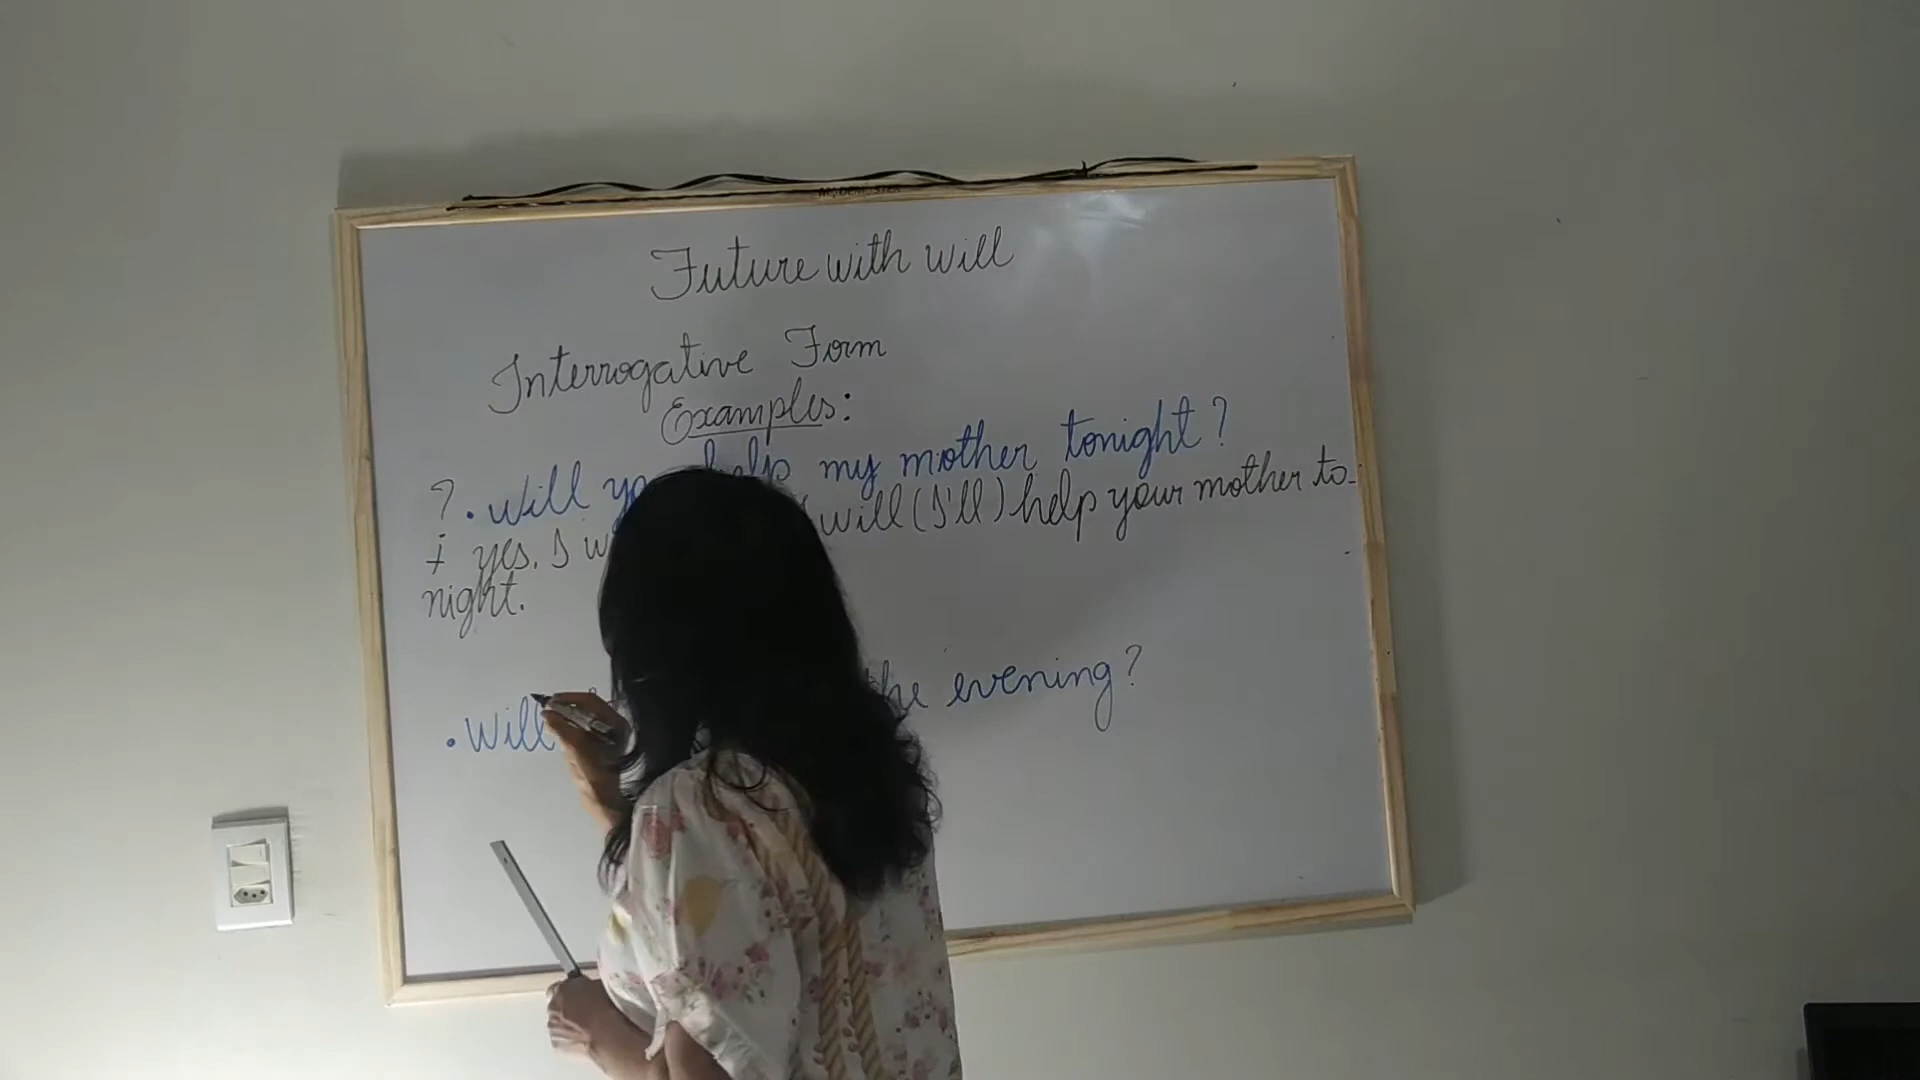 Future with will
Interrogative Form
Examples:
? • Will help my mother tonight?
+ yes. I will (I'll) help your mother to-
night.
• Will the evening?